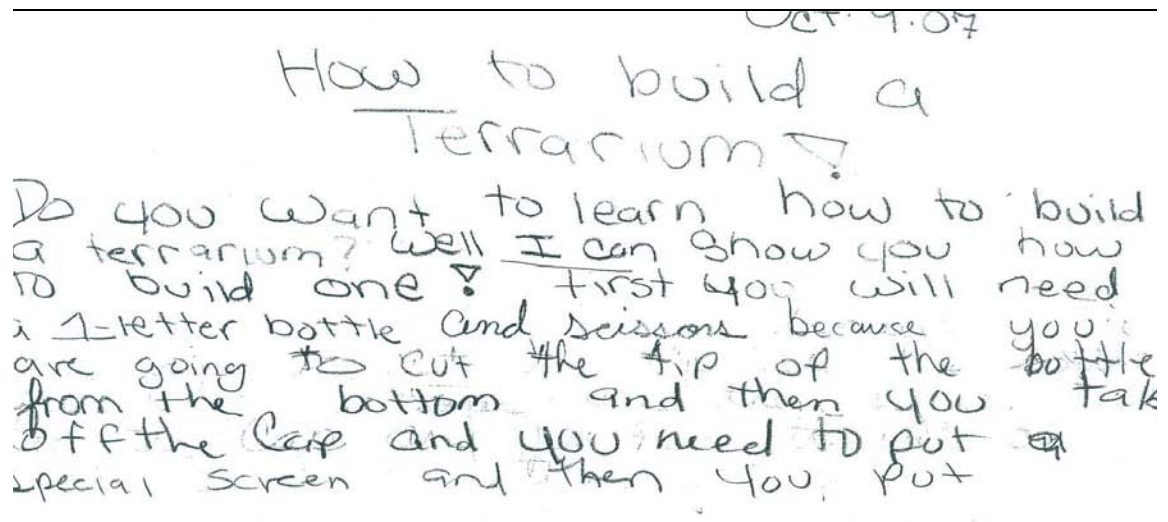 Oct. 9.07
How to build a
Terrarium!
Do you want to learn how to build
a terrarium? Well I can show you how
to build one! first you will need
a 1-letter bottle and scissors because you
are going to cut the tip of the bottle
from the bottom and then you tak
off the Cap and you need to put a
special screen and then you put